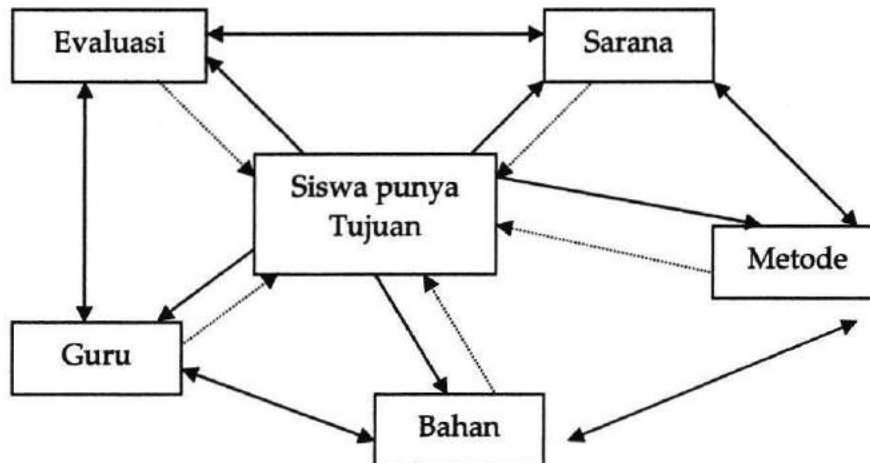 Evaluasi
Sarana
Siswa punya
Tujuan
Metode
Guru
Bahan